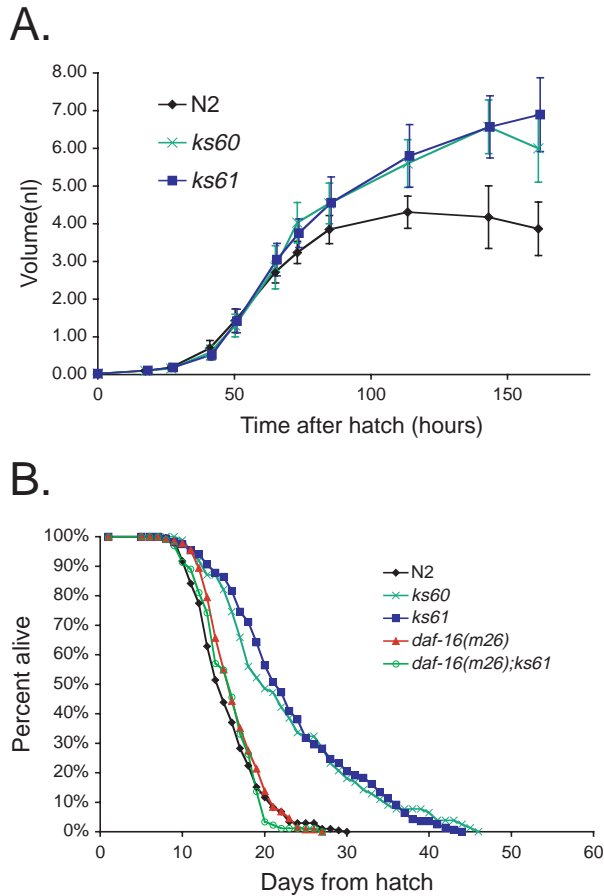 A.
8.00
7.00
6.00
5.00
4.00
3.00
2.00
1.00
0.00
Volume(nl)
N2
ks60
ks61
0
50
100
150
Time after hatch (hours)
B.
100%
90%
80%
70%
60%
50%
40%
30%
20%
10%
0%
Percent alive
N2
ks60
ks61
daf-16(m26)
daf-16(m26);ks61
0
10
20
30
40
50
60
Days from hatch